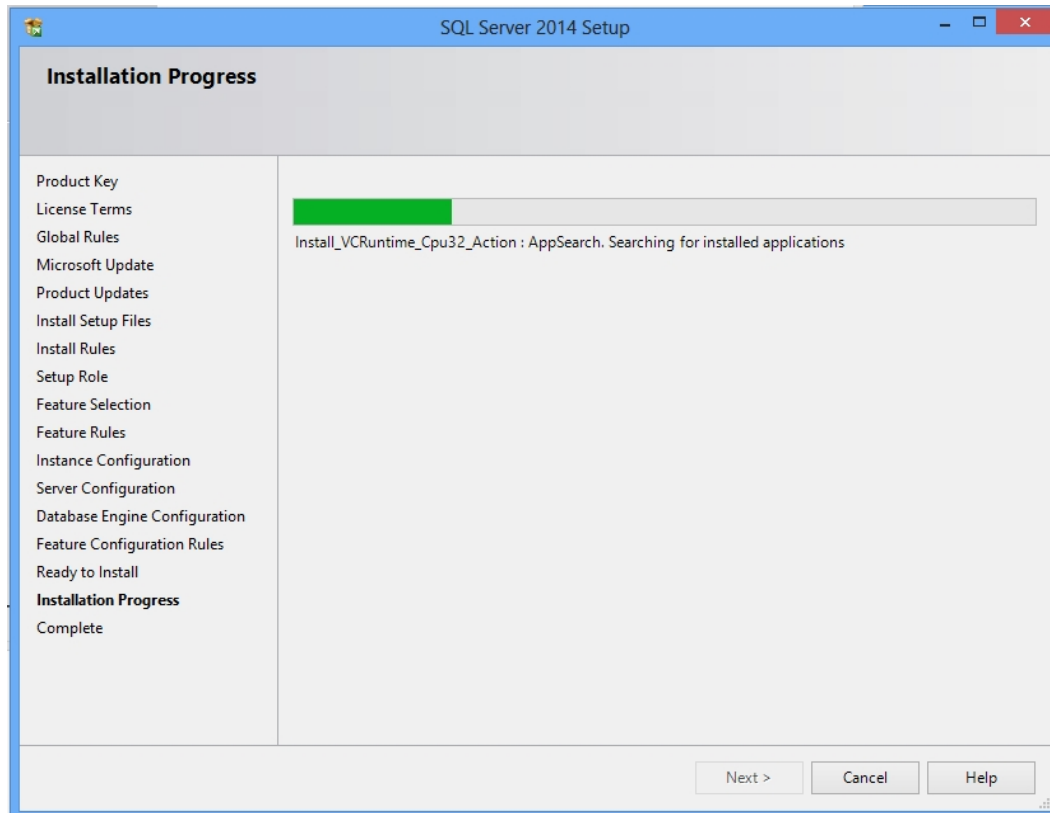 SQL Server 2014 Setup
Installation Progress
Product Key
License Terms
Global Rules
Microsoft Update
Product Updates
Install Setup Files
Install Rules
Setup Role
Feature Selection
Feature Rules
Instance Configuration
Server Configuration
Database Engine Configuration
Feature Configuration Rules
Ready to Install
Installation Progress
Complete
Install_VCRuntime_Cpu32_Action : AppSearch. Searching for installed applications
Next > Cancel Help